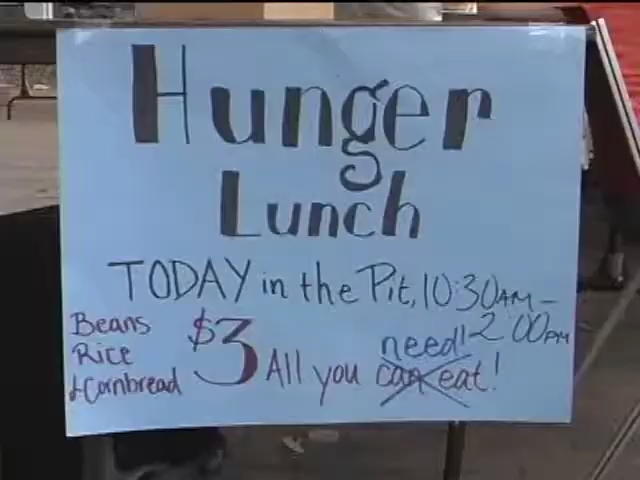 Hunger
Lunch
TODAY in the Pit, 10:30AM-
2:00PM
Beans
Rice
& Cornbread
$3
need!
All you can eat!